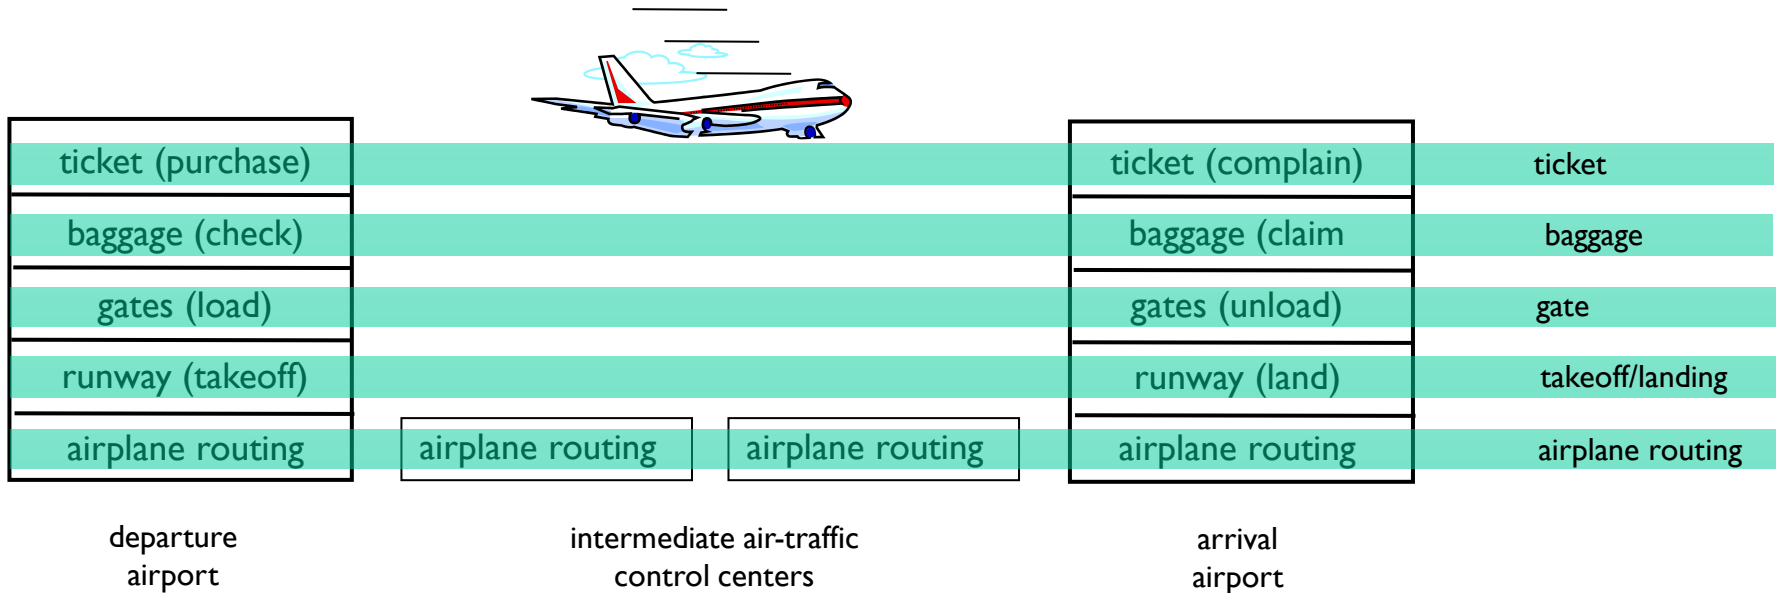 ticket (purchase) ticket (complain) ticket
baggage (check) baggage (claim baggage
gates (load) gates (unload) gate
runway (takeoff) runway (land) takeoff/landing
airplane routing airplane routing airplane routing airplane routing airplane routing
departure
airport
intermediate air-traffic
control centers
arrival
airport